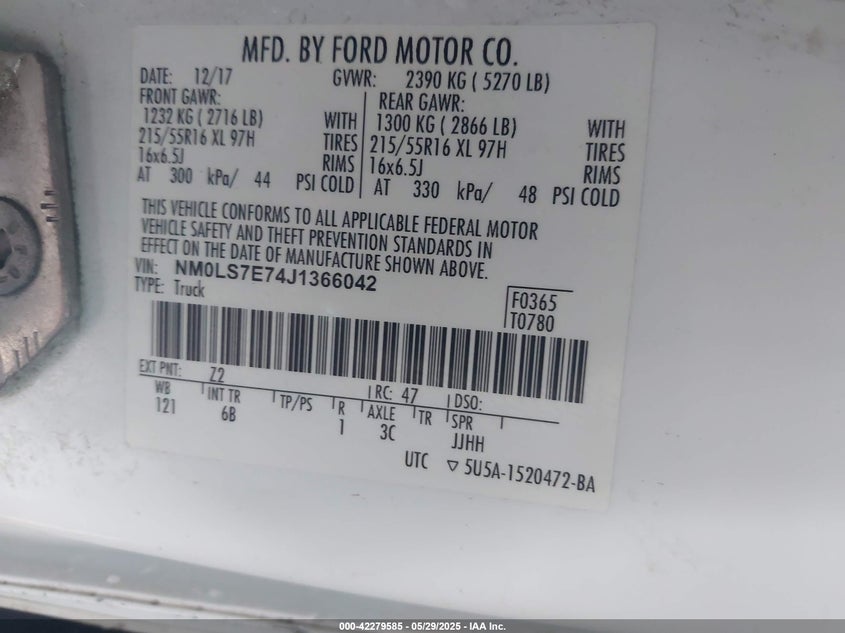 MFD. BY FORD MOTOR CO.
DATE: 12/17 GVWR: 2390 KG ( 5270 LB)
FRONT GAWR: REAR GAWR:
1232 KG ( 2716 LB) WITH 1300 KG ( 2866 LB) WITH
215/55R16 XL 97H TIRES 215/55R16 XL 97H TIRES
16x6.5J RIMS 16x6.5J RIMS
AT 300 kPa/ 44 PSI COLD AT 330 kPa/ 48 PSI COLD
THIS VEHICLE CONFORMS TO ALL APPLICABLE FEDERAL MOTOR
VEHICLE SAFETY AND THEFT PREVENTION STANDARDS IN
EFFECT ON THE DATE OF MANUFACTURE SHOWN ABOVE.
VIN: NM0LS7E74J1366042
TYPE: Truck
F0365
T0780
EXT PNT: Z2 RC: 47 DSO:
WB INT TR TP/PS R AXLE TR SPR
121 6B 1 3C JJHH
UTC ▽ 5U5A-1520472-BA
000-42279585 - 05/29/2025 - IAA Inc.